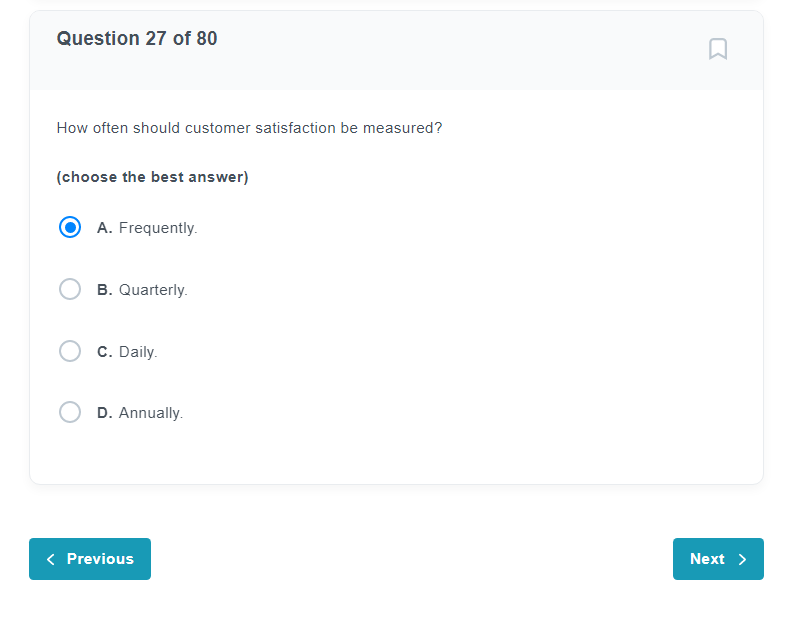 Question 27 of 80
How often should customer satisfaction be measured?
(choose the best answer)
A. Frequently.
B. Quarterly.
C. Daily.
D. Annually.
Previous
Next